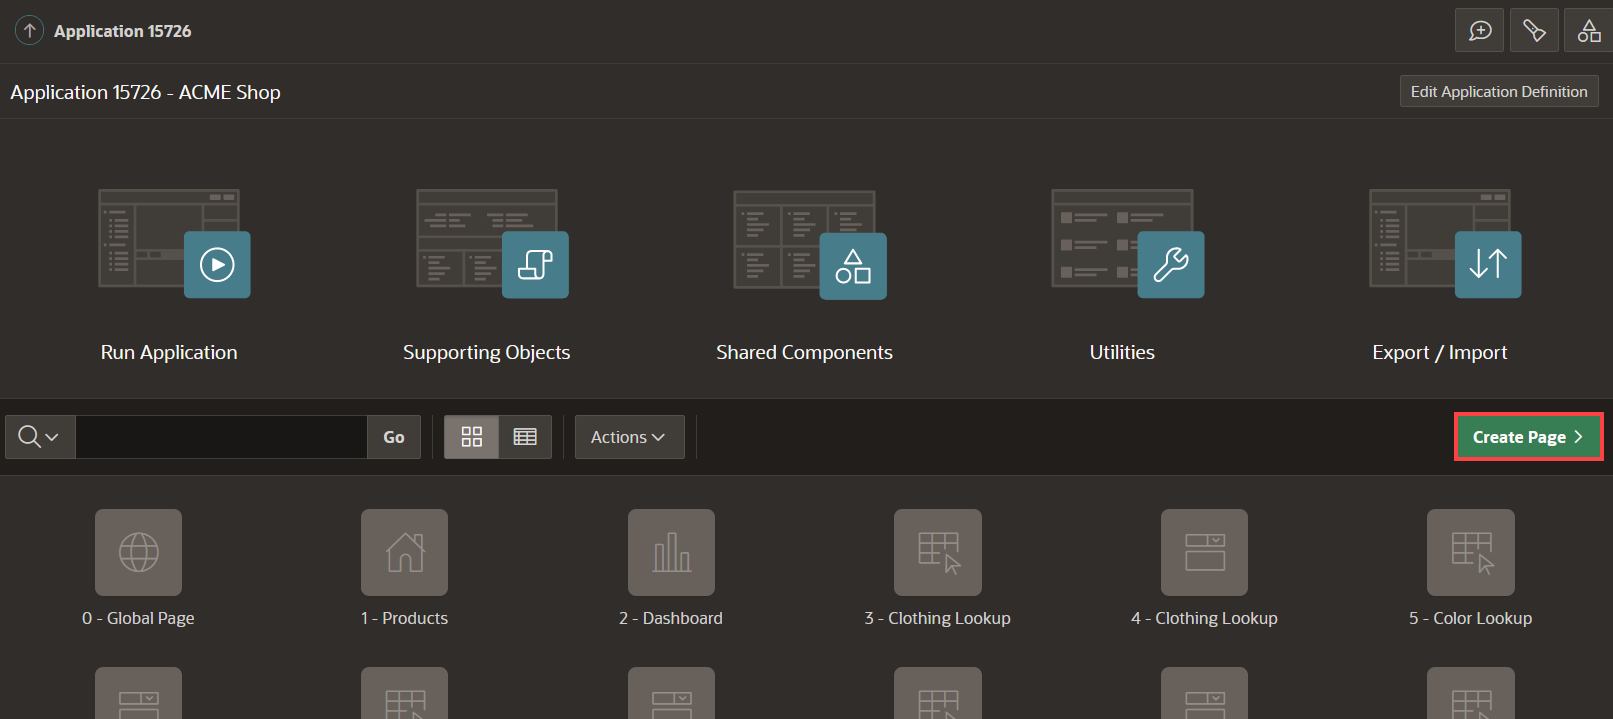 Application 15726
Application 15726 - ACME Shop
Edit Application Definition
Run Application
Supporting Objects
Shared Components
Utilities
Export / Import
Go
Actions
Create Page
0 - Global Page
1 - Products
2 - Dashboard
3 - Clothing Lookup
4 - Clothing Lookup
5 - Color Lookup